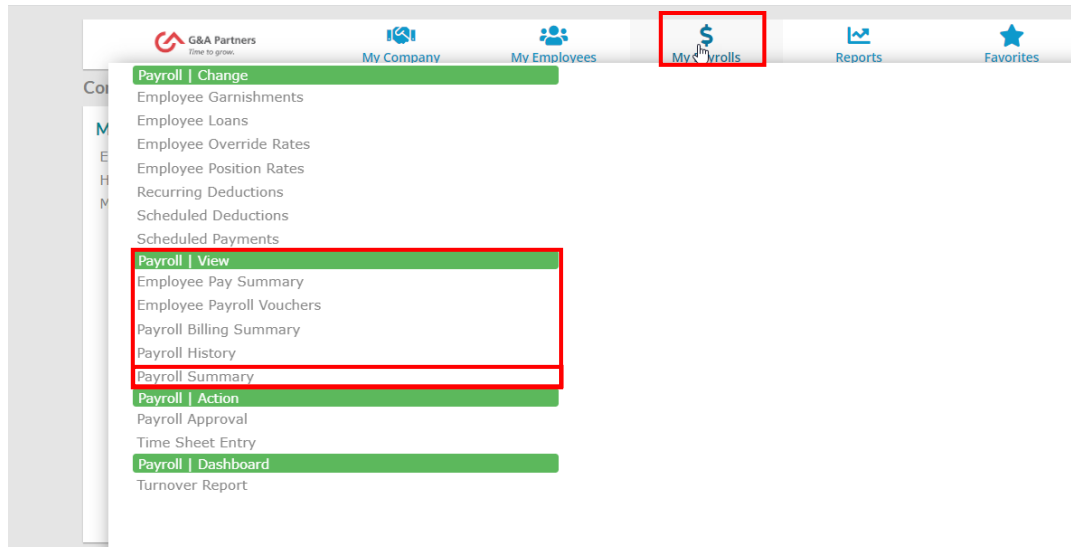 G&A Partners
Time to grow.
My Company
My Employees
My yrolls
Reports
Favorites
Payroll | Change
Employee Garnishments
Employee Loans
Employee Override Rates
Employee Position Rates
Recurring Deductions
Scheduled Deductions
Scheduled Payments
Payroll | View
Employee Pay Summary
Employee Payroll Vouchers
Payroll Billing Summary
Payroll History
Payroll Summary
Payroll | Action
Payroll Approval
Time Sheet Entry
Payroll | Dashboard
Turnover Report